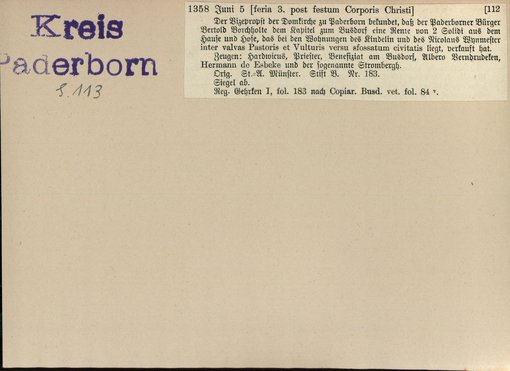 Kreis
Paderborn
S. 113
1358 Juni 5 [feria 3. post festum Corporis Christi] [112
Der Vizepropst der Domkirche zu Paderborn bekundet, daß der Paderborner Bürger
Bertold Borchholte dem Kapitel zum Busdorf eine Rente von 2 Solidi aus dem
Hause und Hofe, das bei den Wohnungen des Kindelin und des Nicolaus Wynmester
inter valvas Pastoris et Vulturis versu sfossatum civitatis liegt, verkauft hat.
Zeugen: Hardwicus, Priester, Benefiziat am Busdorf, Albero Berndrukeken,
Hermann de Esbeke und der sogenannte Strombergh.
Orig. St.-A. Münster. Stift B. Nr. 183.
Siegel ab.
Reg. Gehrken I, fol. 183 nach Copiar. Busd. vet. fol. 84 v.